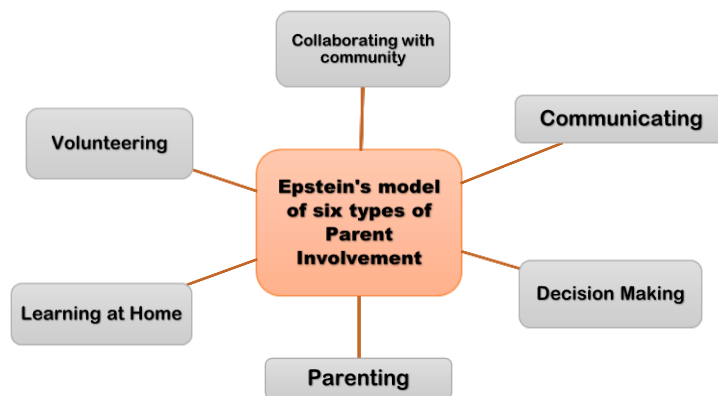 Collaborating with
community
Communicating
Volunteering
Epstein's model
of six types of
Parent
Involvement
Decision Making
Learning at Home
Parenting